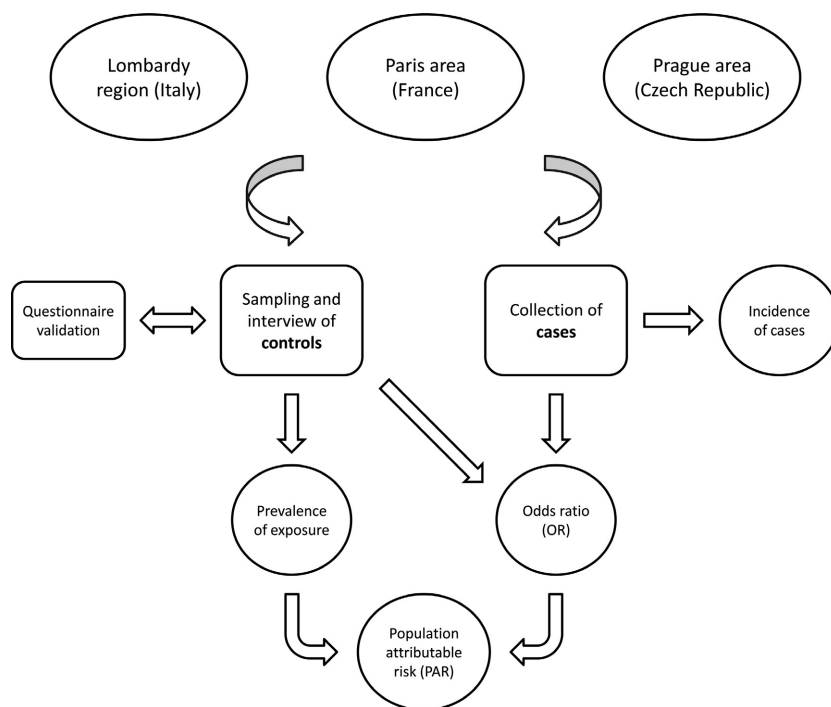 Lombardy
region (Italy)
Paris area
(France)
Prague area
(Czech Republic)
Questionnaire
validation
Sampling and
interview of
controls
Collection of
cases
Incidence
of cases
Prevalence
of exposure
Odds ratio
(OR)
Population
attributable
risk (PAR)